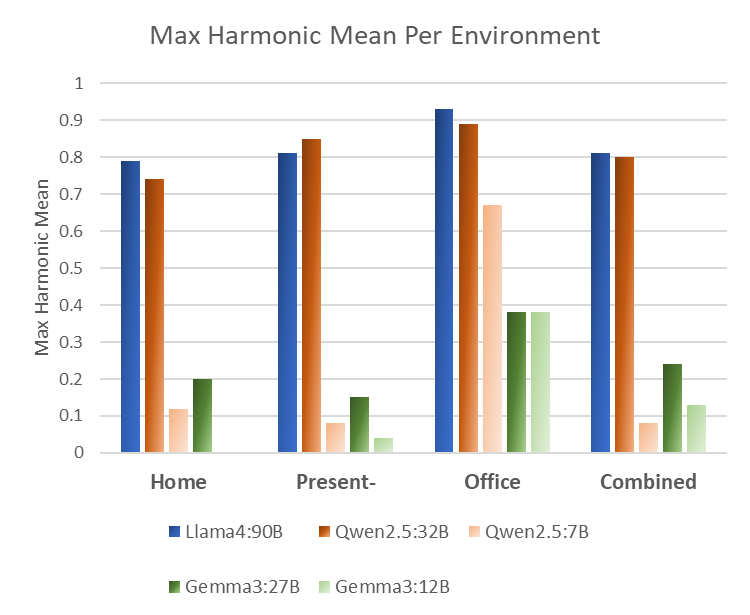 Max Harmonic Mean Per Environment
Max Harmonic Mean
1
0.9
0.8
0.7
0.6
0.5
0.4
0.3
0.2
0.1
0
Home Present- Office Combined
Llama4:90B Qwen2.5:32B Qwen2.5:7B
Gemma3:27B Gemma3:12B